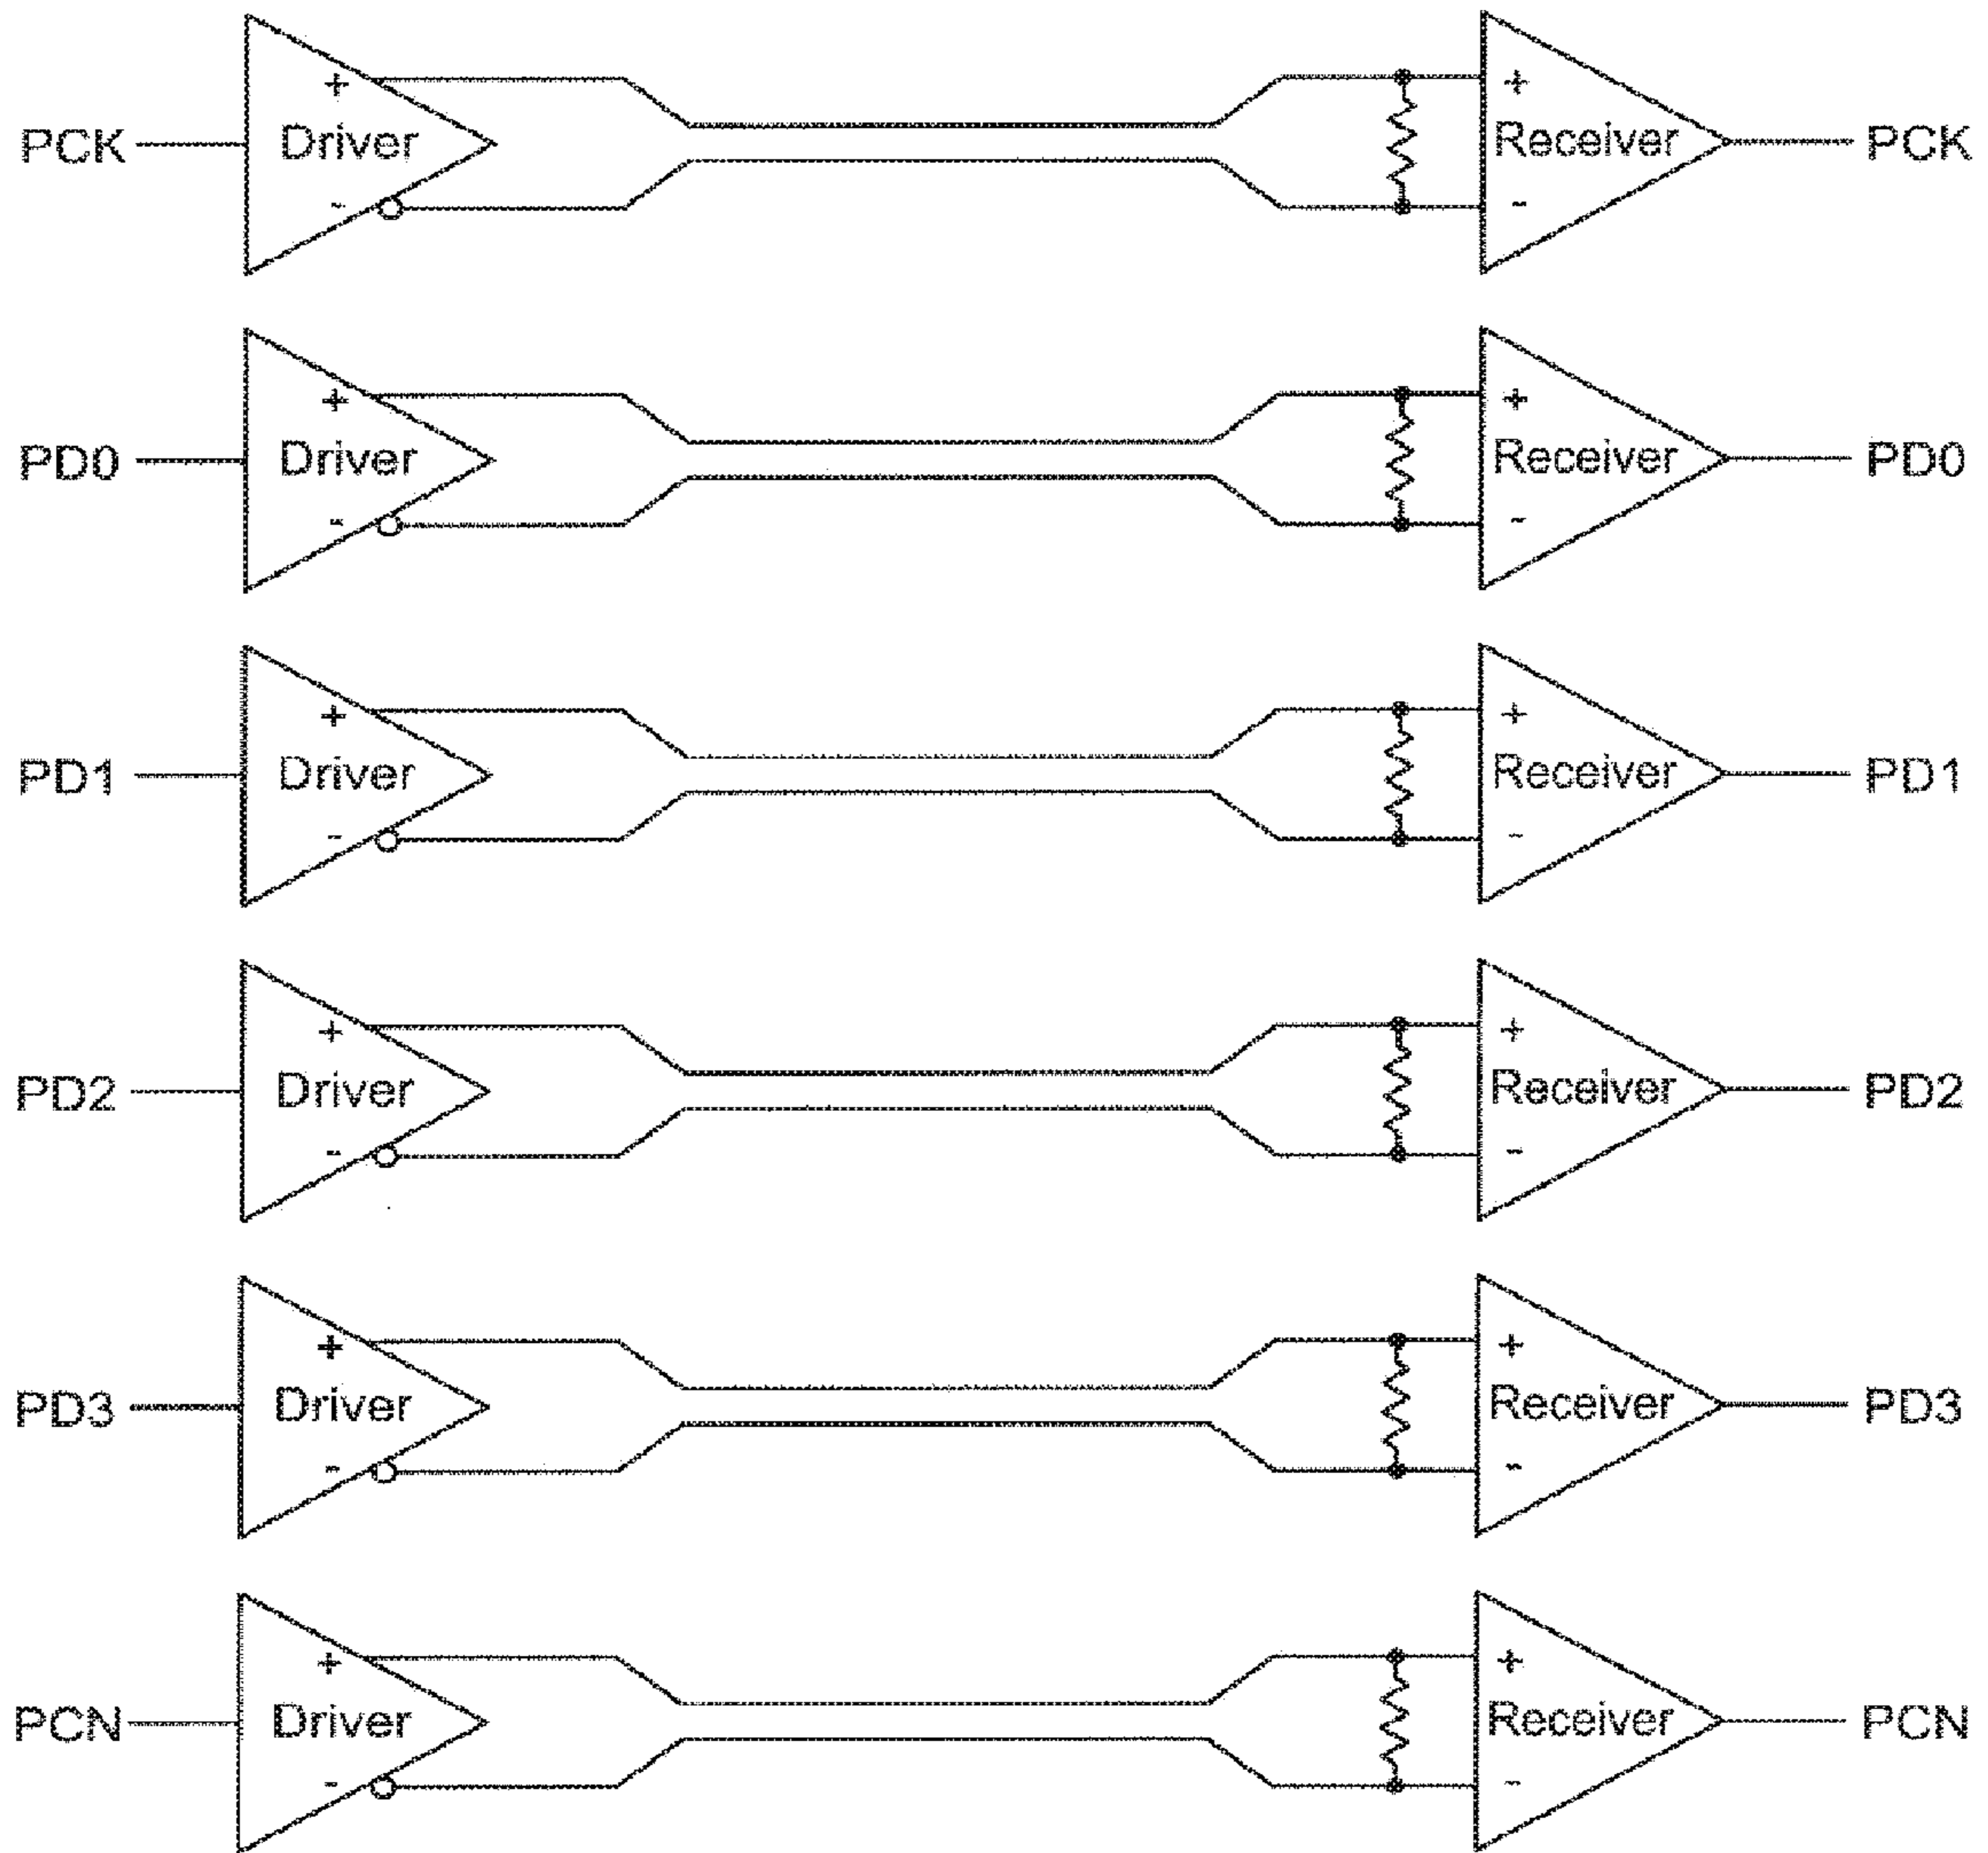 + +
PCK Driver Receiver PCK
- -
+ +
PD0 Driver Receiver PD0
- -
+ +
PD1 Driver Receiver PD1
- -
+ +
PD2 Driver Receiver PD2
- -
+ +
PD3 Driver Receiver PD3
- -
+ +
PCN Driver Receiver PCN
- -